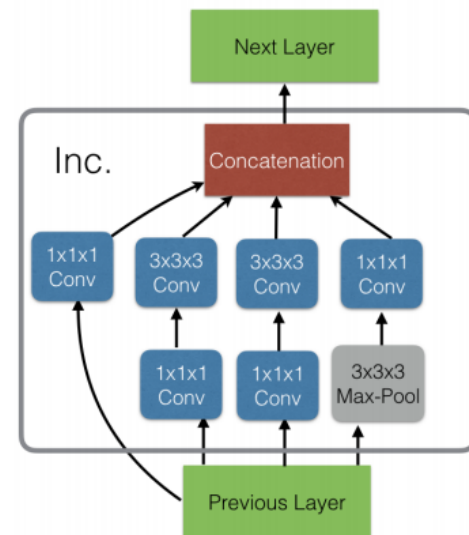 Next Layer
Inc.
Concatenation
1x1x1
Conv
3x3x3
Conv
3x3x3
Conv
1x1x1
Conv
1x1x1
Conv
1x1x1
Conv
3x3x3
Max-Pool
Previous Layer